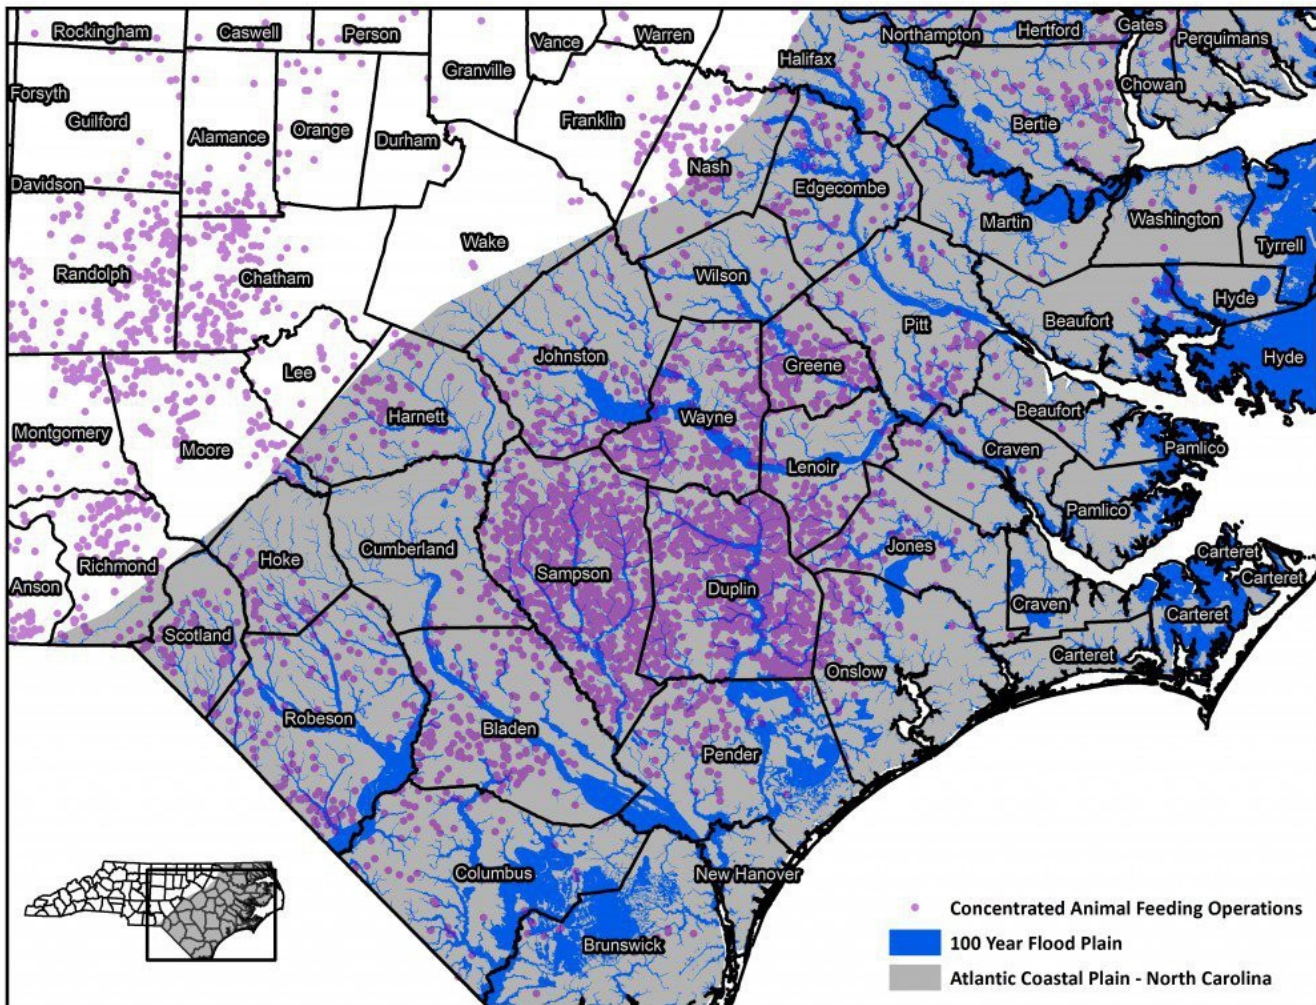 Rockingham
Caswell
Person
Vance
Warren
Northampton
Hertford
Gates
Perquimans
Granville
Halifax
Chowan
Forsyth
Guilford
Alamance
Orange
Durham
Franklin
Bertie
Nash
Davidson
Edgecombe
Martin
Washington
Tyrrell
Wake
Randolph
Chatham
Wilson
Hyde
Beaufort
Pitt
Johnston
Greene
Hyde
Lee
Harnett
Wayne
Beaufort
Montgomery
Moore
Lenoir
Craven
Pamlico
Pamlico
Cumberland
Hoke
Jones
Carteret
Richmond
Sampson
Carteret
Anson
Duplin
Craven
Carteret
Scotland
Carteret
Onslow
Robeson
Bladen
Pender
Columbus
New Hanover
Brunswick
Concentrated Animal Feeding Operations
100 Year Flood Plain
Atlantic Coastal Plain - North Carolina